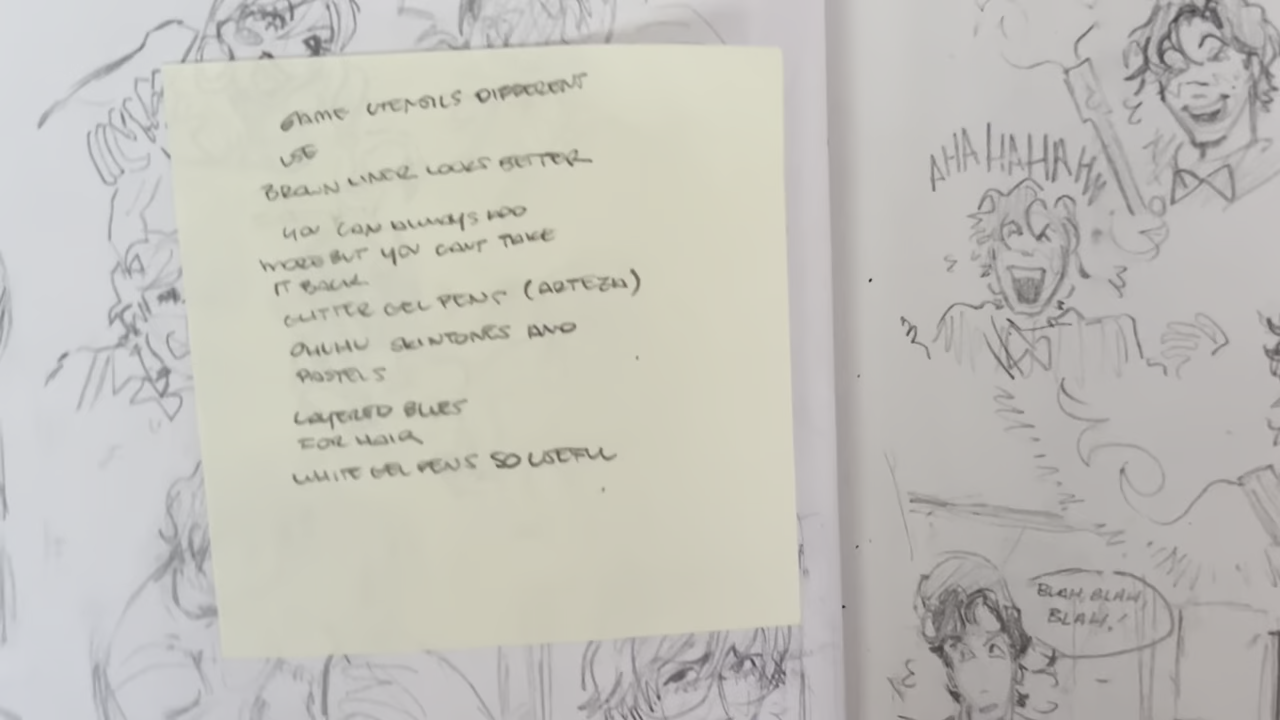 SAME UTENSILS DIFFERENT
USE
BROWN LINER LOOKS BETTER
YOU CAN ALWAYS ADD
MORE BUT YOU CANT TAKE
IT BACK
GLITTER GEL PENS (ARTEZA)
OHUHU SKINTONES AND
PASTELS
LAYERED BLUES
FOR HAIR
WHITE GEL PENS SO USEFUL
AHAHAHAH
BLAH, BLAH,
BLAH!